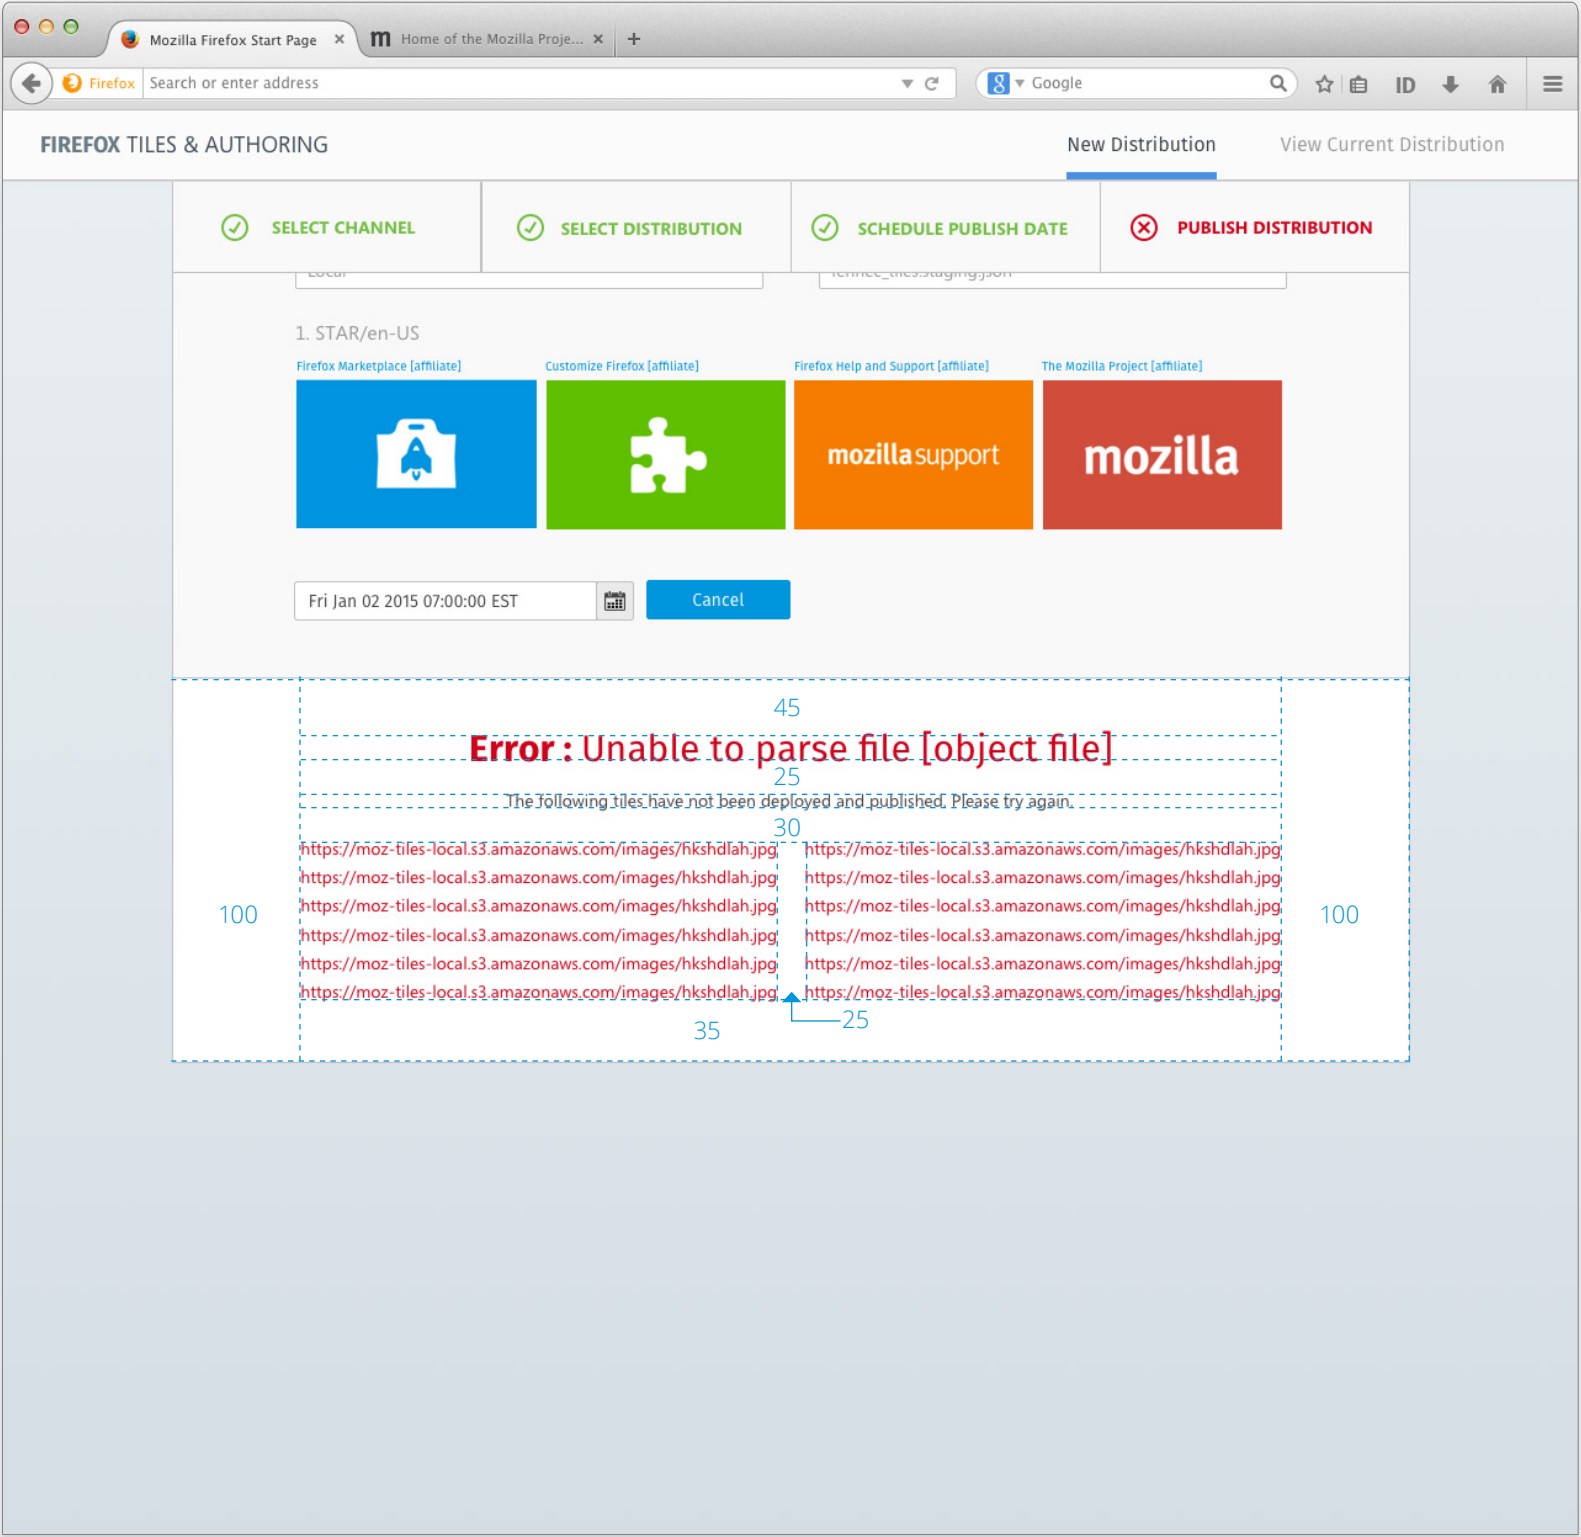 Mozilla Firefox Start Page
m Home of the Mozilla Proje...
Firefox Search or enter address
8 Google
ID
FIREFOX TILES & AUTHORING
New Distribution
View Current Distribution
SELECT CHANNEL
SELECT DISTRIBUTION
SCHEDULE PUBLISH DATE
PUBLISH DISTRIBUTION
Local
fennec_tiles.staging.json
1. STAR/en-US
Firefox Marketplace [affiliate]
Customize Firefox [affiliate]
Firefox Help and Support [affiliate]
The Mozilla Project [affiliate]
mozilla support
mozilla
Fri Jan 02 2015 07:00:00 EST
Cancel
45
Error : Unable to parse file [object file]
25
The following tiles have not been deployed and published. Please try again.
30
https://moz-tiles-local.s3.amazonaws.com/images/hkshdlah.jpg https://moz-tiles-local.s3.amazonaws.com/images/hkshdlah.jpg
https://moz-tiles-local.s3.amazonaws.com/images/hkshdlah.jpg https://moz-tiles-local.s3.amazonaws.com/images/hkshdlah.jpg
https://moz-tiles-local.s3.amazonaws.com/images/hkshdlah.jpg https://moz-tiles-local.s3.amazonaws.com/images/hkshdlah.jpg
100
100
https://moz-tiles-local.s3.amazonaws.com/images/hkshdlah.jpg https://moz-tiles-local.s3.amazonaws.com/images/hkshdlah.jpg
https://moz-tiles-local.s3.amazonaws.com/images/hkshdlah.jpg https://moz-tiles-local.s3.amazonaws.com/images/hkshdlah.jpg
https://moz-tiles-local.s3.amazonaws.com/images/hkshdlah.jpg https://moz-tiles-local.s3.amazonaws.com/images/hkshdlah.jpg
35
25